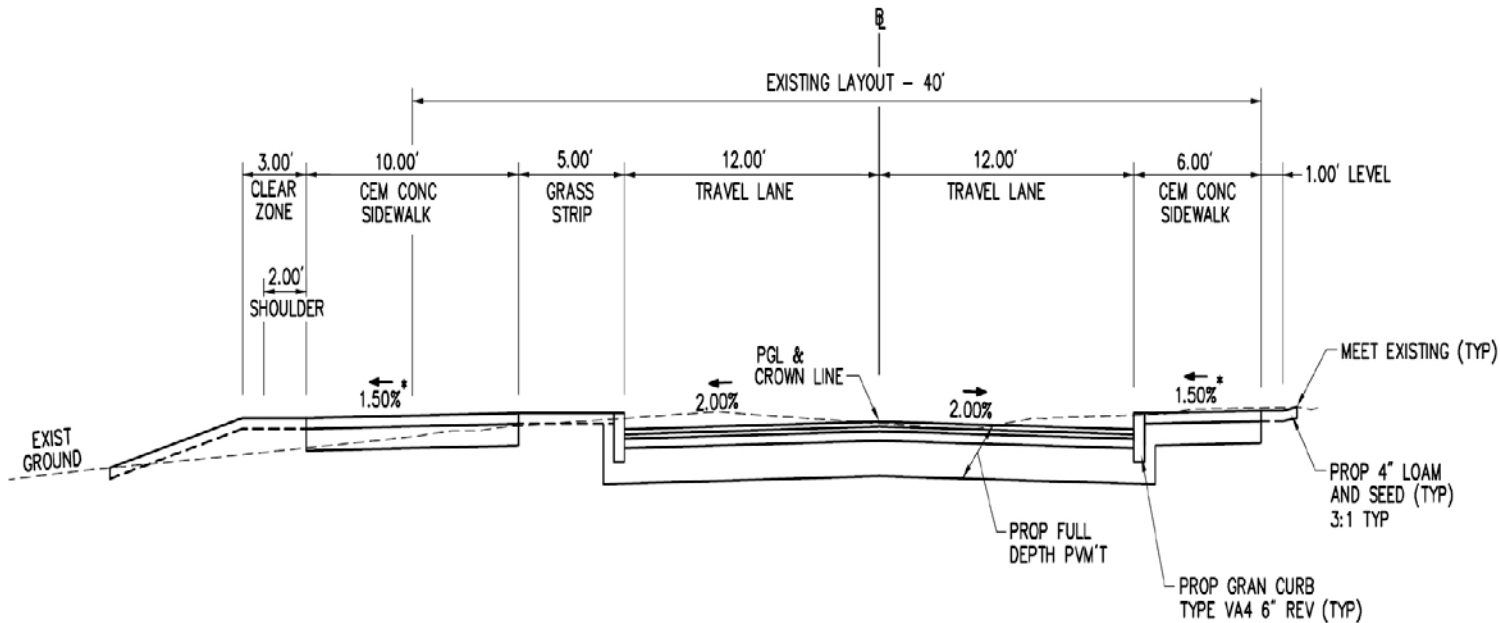 ℄
EXISTING LAYOUT - 40'
3.00'
CLEAR
ZONE
10.00'
CEM CONC
SIDEWALK
5.00'
GRASS
STRIP
12.00'
TRAVEL LANE
12.00'
TRAVEL LANE
6.00'
CEM CONC
SIDEWALK
1.00' LEVEL
2.00'
SHOULDER
PGL &
CROWN LINE
MEET EXISTING (TYP)
1.50%*
2.00%
2.00%
1.50%*
EXIST
GROUND
PROP 4" LOAM
AND SEED (TYP)
3:1 TYP
PROP FULL
DEPTH PVM'T
PROP GRAN CURB
TYPE VA4 6" REV (TYP)